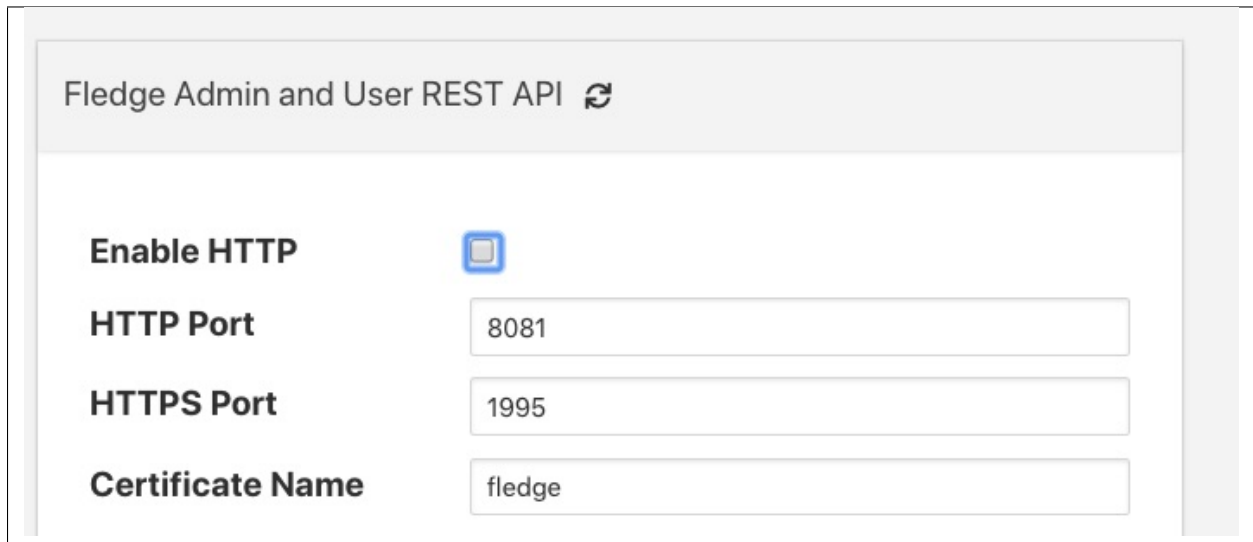 Fledge Admin and User REST API
Enable HTTP
HTTP Port 8081
HTTPS Port 1995
Certificate Name fledge